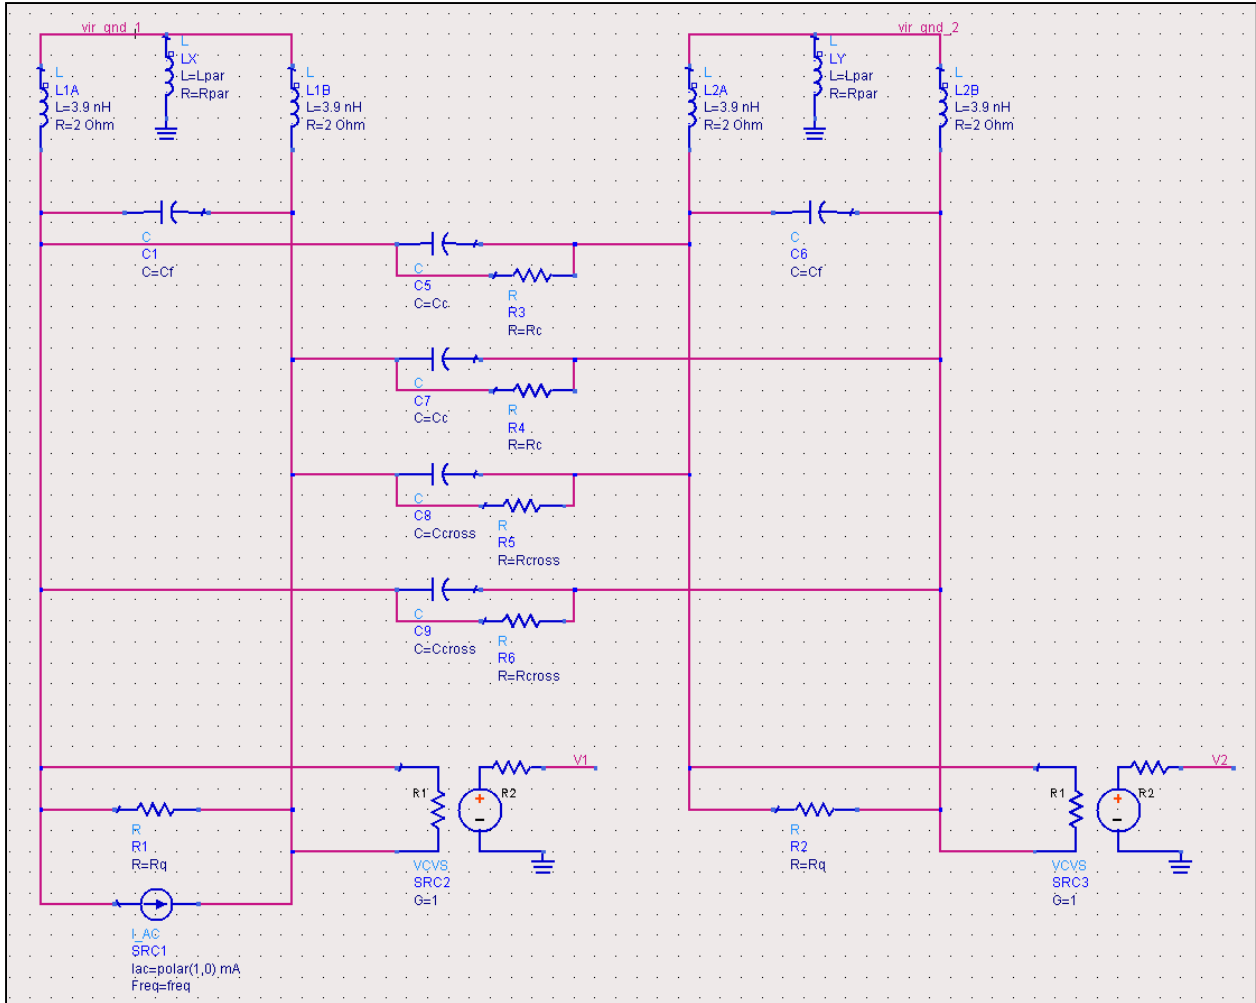 vir_gnd_1
L
LX
L=Lpar
R=Rpar
L
L1A
L=3.9 nH
R=2 Ohm
L
L1B
L=3.9 nH
R=2 Ohm
vir_gnd_2
L
LY
L=Lpar
R=Rpar
L
L2A
L=3.9 nH
R=2 Ohm
L
L2B
L=3.9 nH
R=2 Ohm
C
C1
C=Cf
C
C6
C=Cf
C
C5
C=Cc
R
R3
R=Rc
C
C7
C=Cc
R
R4
R=Rc
C
C8
C=Ccross
R
R5
R=Rcross
C
C9
C=Ccross
R
R6
R=Rcross
V1
R1
R2
+
−
VCVS
SRC2
G=1
R
R1
R=Rq
V2
R1
R2
+
−
VCVS
SRC3
G=1
R
R2
R=Rq
I_AC
SRC1
Iac=polar(1,0) mA
Freq=freq